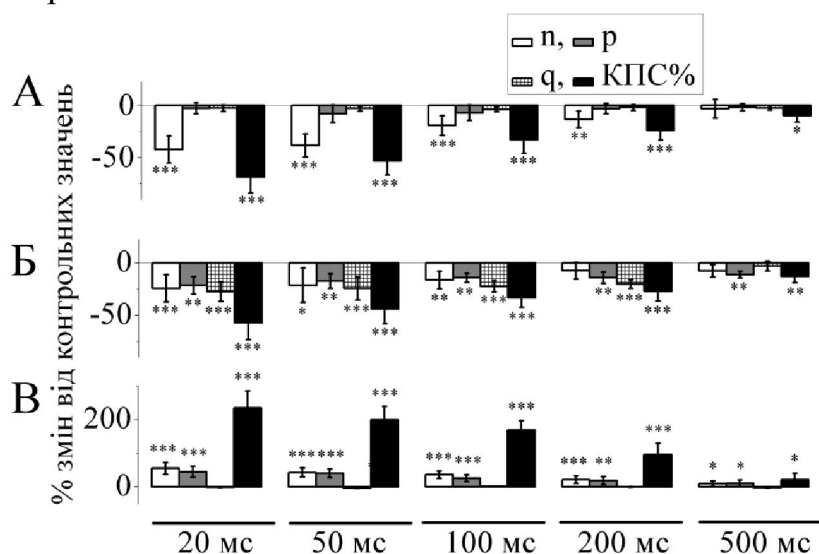 n, p
q, КПС%
А
0
-50
*** *** *** *** *** *** ** *** *
Б
0
-50
*** ** *** *** * ** *** *** ** ** *** *** ** *** *** ** **
В
200
0
*** *** *** *** *** *** *** *** *** *** ** *** * * *
% змін від контрольних значень
20 мс 50 мс 100 мс 200 мс 500 мс